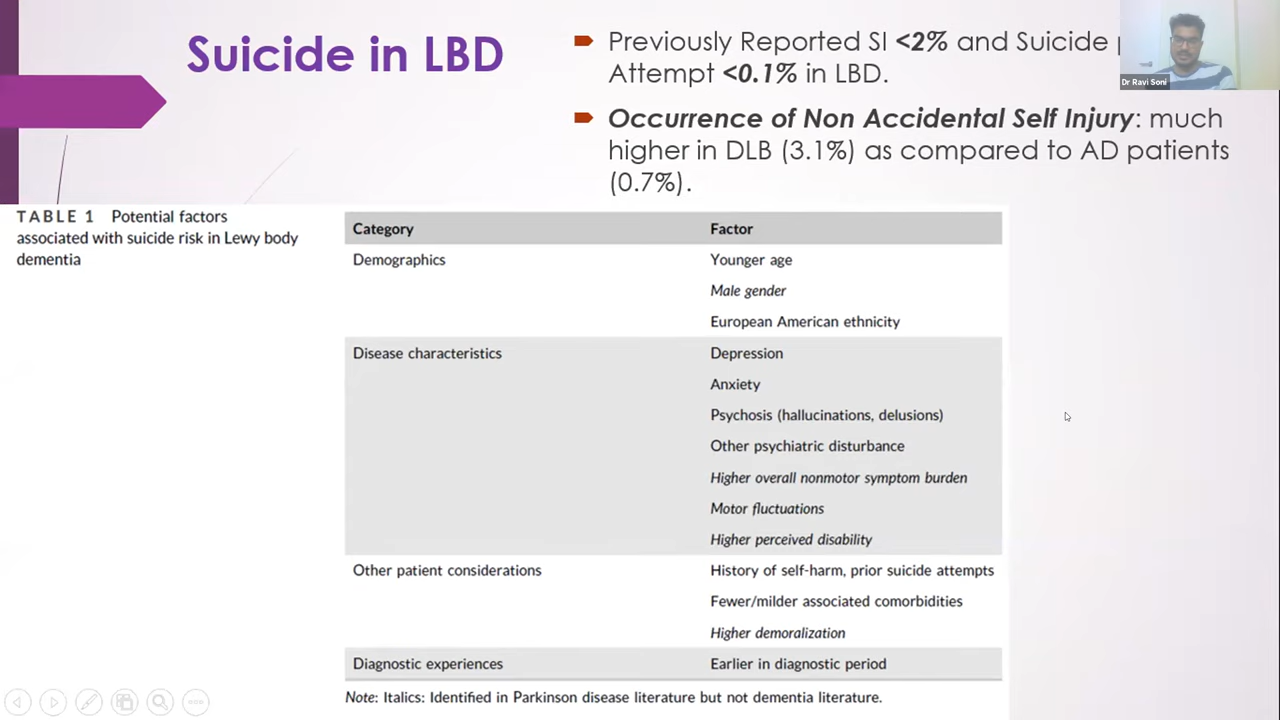 Suicide in LBD
Previously Reported SI <2% and Suicide
Attempt <0.1% in LBD.
Occurrence of Non Accidental Self Injury: much
higher in DLB (3.1%) as compared to AD patients
(0.7%).
Dr Ravi Soni
TABLE 1 Potential factors
associated with suicide risk in Lewy body
dementia
Category Factor
Demographics Younger age
Male gender
European American ethnicity
Disease characteristics Depression
Anxiety
Psychosis (hallucinations, delusions)
Other psychiatric disturbance
Higher overall nonmotor symptom burden
Motor fluctuations
Higher perceived disability
Other patient considerations History of self-harm, prior suicide attempts
Fewer/milder associated comorbidities
Higher demoralization
Diagnostic experiences Earlier in diagnostic period
Note: Italics: Identified in Parkinson disease literature but not dementia literature.